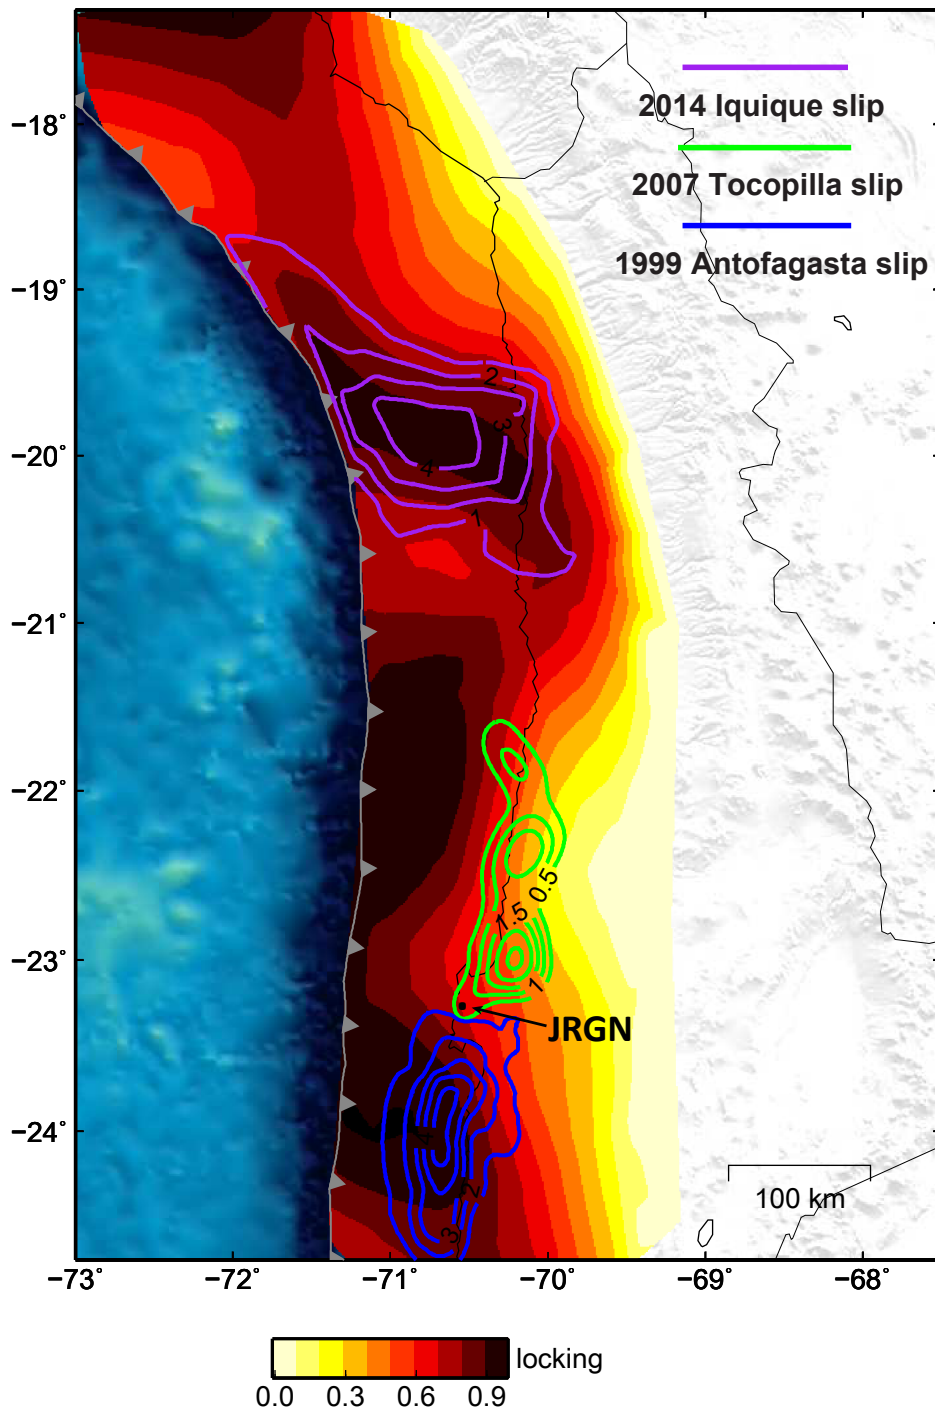 2014 Iquique slip
2007 Tocopilla slip
1999 Antofagasta slip
−18°
−19°
−20°
−21°
−22°
−23°
−24°
2
3
4
1
0.5
1.5
1
JRGN
4
2
3
100 km
−73° −72° −71° −70° −69° −68°
locking
0.0 0.3 0.6 0.9